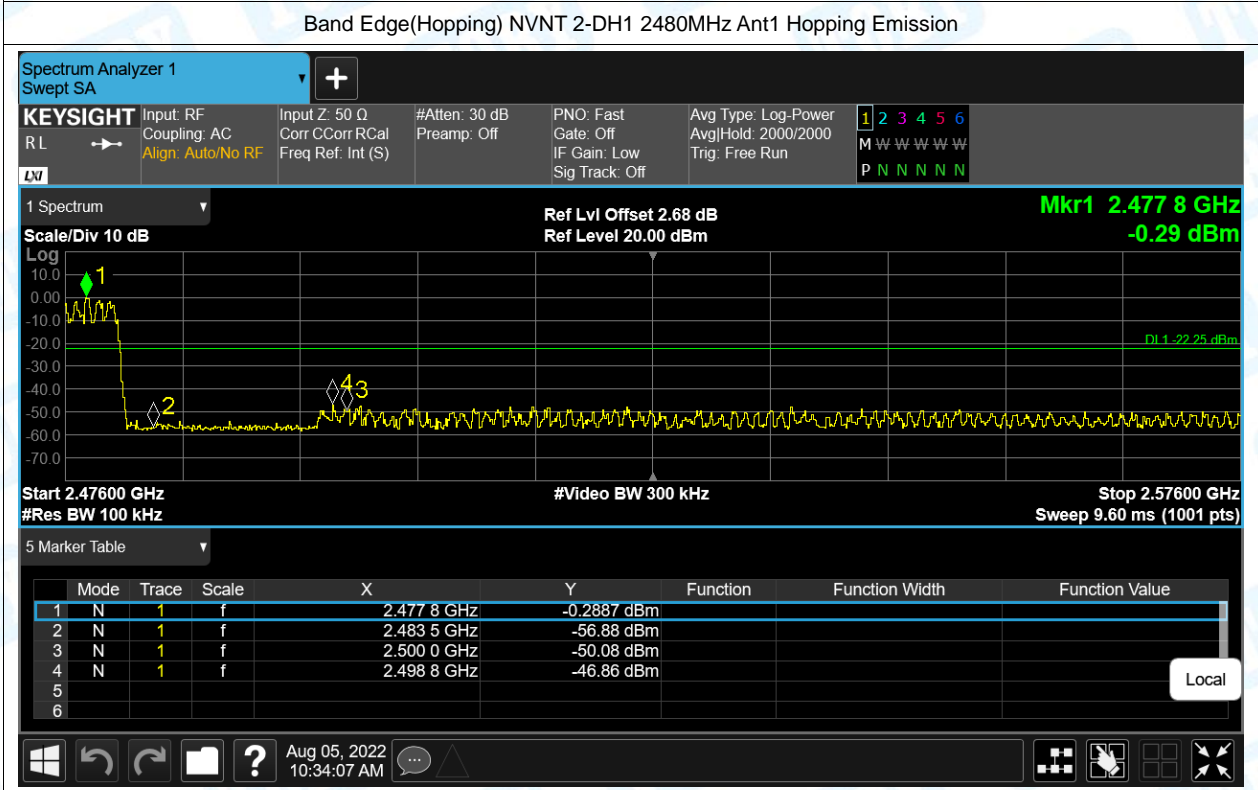 Band Edge(Hopping) NVNT 2-DH1 2480MHz Ant1 Hopping Emission
Spectrum Analyzer 1
Swept SA
KEYSIGHT
R L
LXI
Input: RF
Coupling: AC
Align: Auto/No RF
Input Z: 50 Ω
Corr CCorr RCal
Freq Ref: Int (S)
#Atten: 30 dB
Preamp: Off
PNO: Fast
Gate: Off
IF Gain: Low
Sig Track: Off
Avg Type: Log-Power
Avg|Hold: 2000/2000
Trig: Free Run
1 2 3 4 5 6
M W W W W W
P N N N N N
1 Spectrum
Scale/Div 10 dB
Ref Lvl Offset 2.68 dB
Ref Level 20.00 dBm
Mkr1 2.477 8 GHz
-0.29 dBm
Log
10.0
0.00
-10.0
-20.0
-30.0
-40.0
-50.0
-60.0
-70.0
1
2
4
3
DL1 -22.25 dBm
Start 2.47600 GHz
#Res BW 100 kHz
#Video BW 300 kHz
Stop 2.57600 GHz
Sweep 9.60 ms (1001 pts)
5 Marker Table
Mode Trace Scale X Y Function Function Width Function Value
1 N 1 f 2.477 8 GHz -0.2887 dBm
2 N 1 f 2.483 5 GHz -56.88 dBm
3 N 1 f 2.500 0 GHz -50.08 dBm
4 N 1 f 2.498 8 GHz -46.86 dBm
5
6
Local
?
Aug 05, 2022
10:34:07 AM